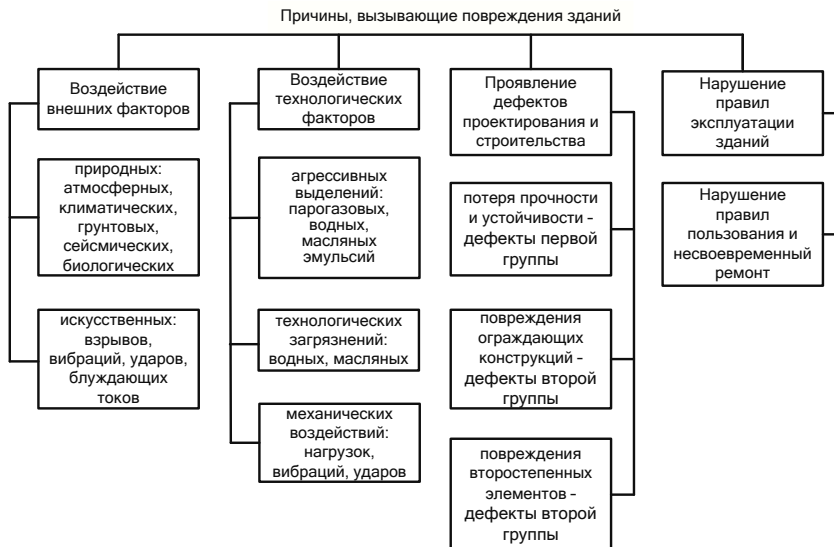 Причины, вызывающие повреждения зданий
Воздействие
внешних факторов
природных:
атмосферных,
климатических,
грунтовых,
сейсмических,
биологических
искусственных:
взрывов,
вибраций, ударов,
блуждающих
токов
Воздействие
технологических
факторов
агрессивных
выделений:
парогазовых,
водных,
масляных
эмульсий
технологических
загрязнений:
водных, масляных
механических
воздействий:
нагрузок,
вибраций, ударов
Проявление
дефектов
проектирования и
строительства
потеря прочности
и устойчивости –
дефекты первой
группы
повреждения
ограждающих
конструкций –
дефекты второй
группы
повреждения
второстепенных
элементов –
дефекты второй
группы
Нарушение
правил
эксплуатации
зданий
Нарушение
правил
пользования и
несвоевременный
ремонт